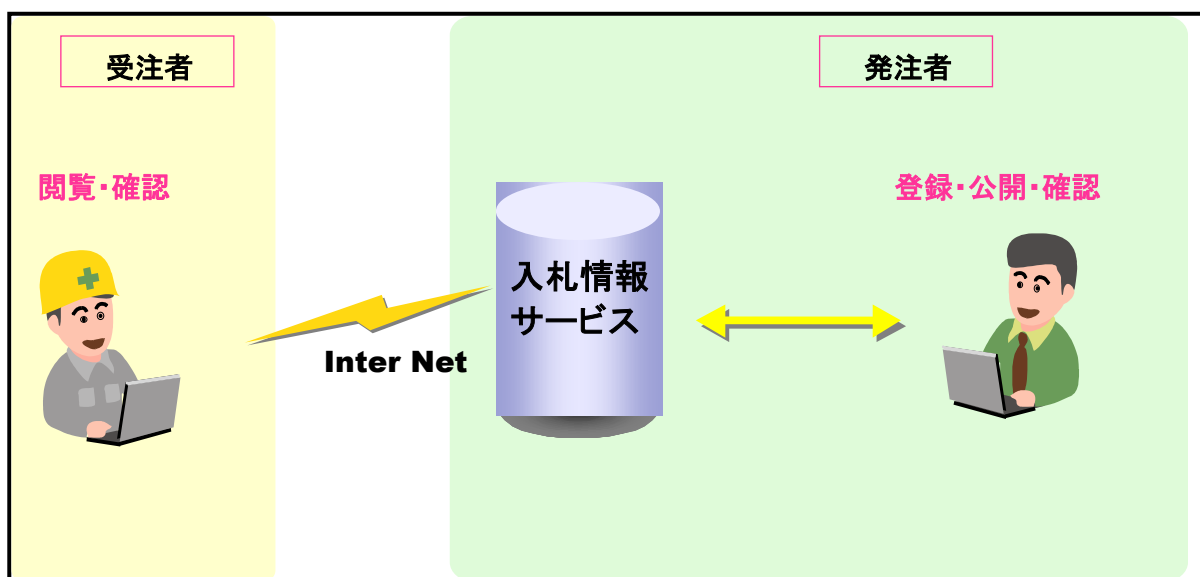 受注者
発注者
閲覧・確認
登録・公開・確認
入札情報
サービス
Inter Net